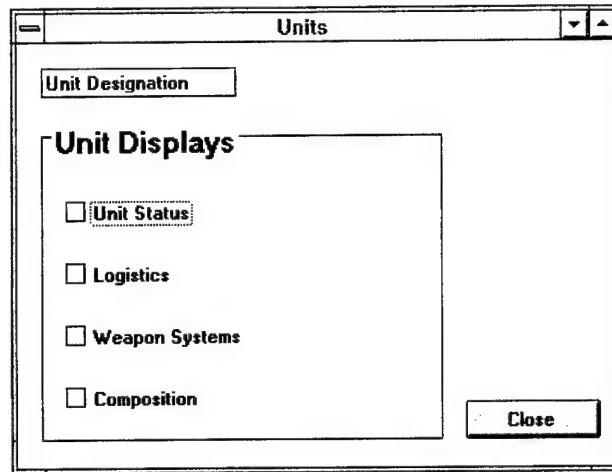 Units
Unit Designation
Unit Displays
Unit Status
Logistics
Weapon Systems
Composition
Close